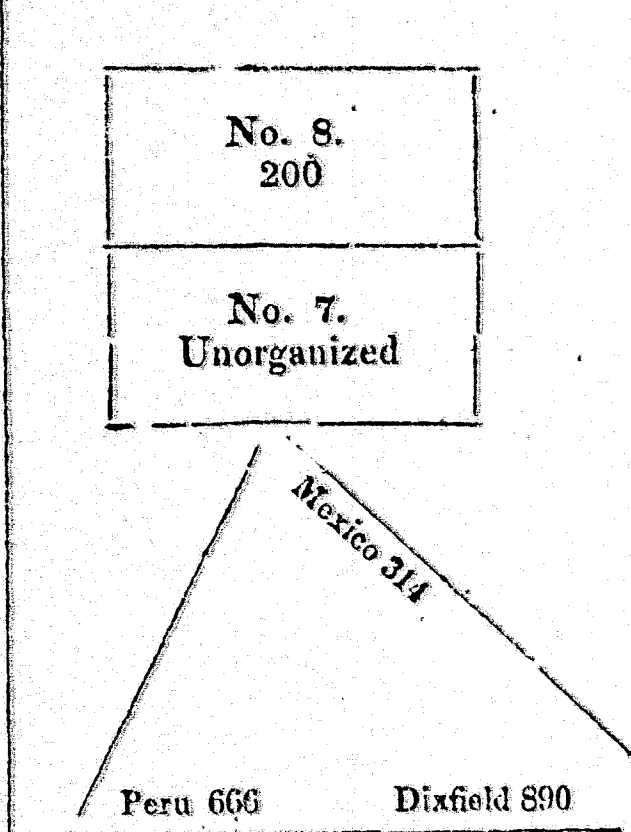 No. 8.
200
No. 7.
Unorganized
Mexico 314
Peru 666
Dixfield 890